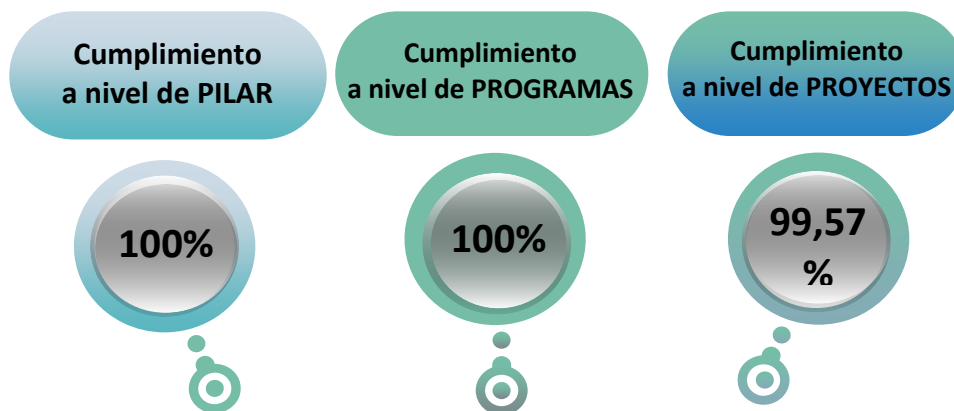 Cumplimiento
a nivel de PILAR
Cumplimiento
a nivel de PROGRAMAS
Cumplimiento
a nivel de PROYECTOS
100%
100%
99,57
%